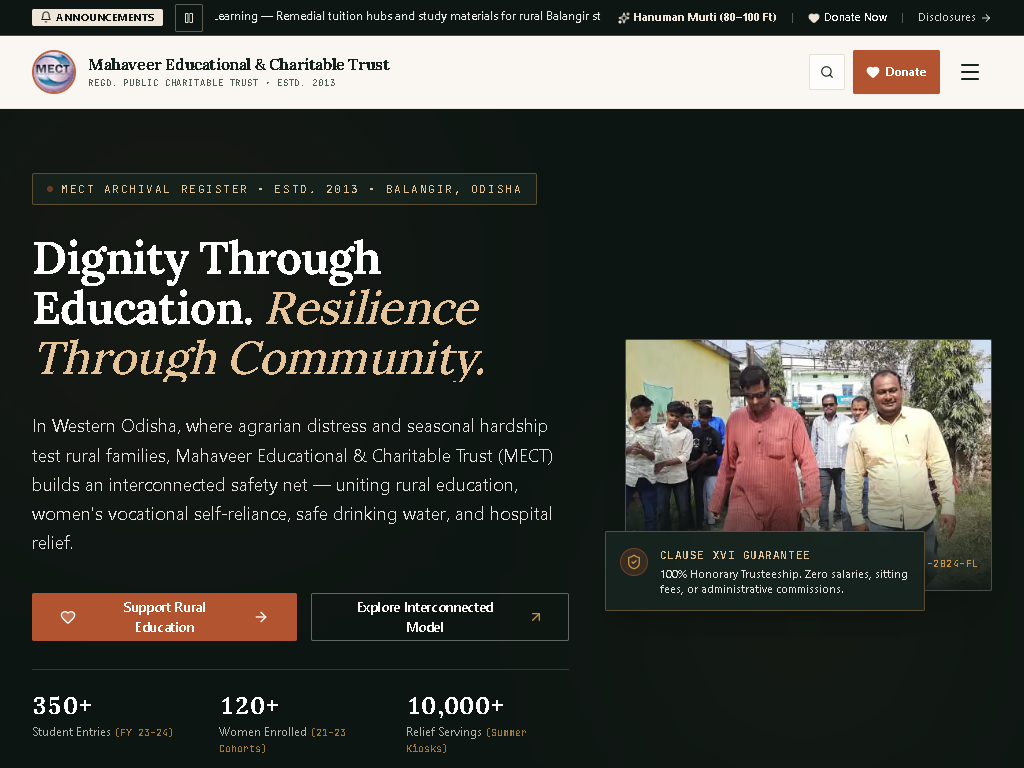 ANNOUNCEMENTS
Learning — Remedial tuition hubs and study materials for rural Balangir st
Hanuman Murti (80–100 Ft)
Donate Now
Disclosures
MECT
Mahaveer Educational & Charitable Trust
REGD. PUBLIC CHARITABLE TRUST • ESTD. 2013
Donate
MECT ARCHIVAL REGISTER • ESTD. 2013 • BALANGIR, ODISHA
Dignity Through
Education. Resilience
Through Community.
In Western Odisha, where agrarian distress and seasonal hardship
test rural families, Mahaveer Educational & Charitable Trust (MECT)
builds an interconnected safety net — uniting rural education,
women's vocational self-reliance, safe drinking water, and hospital
relief.
Support Rural
Education
Explore Interconnected
Model
CLAUSE XVI GUARANTEE
100% Honorary Trusteeship. Zero salaries, sitting
fees, or administrative commissions.
-2024-FL
350+
Student Entries (FY 23-24)
120+
Women Enrolled (21-23
Cohorts)
10,000+
Relief Servings (Summer
Kiosks)